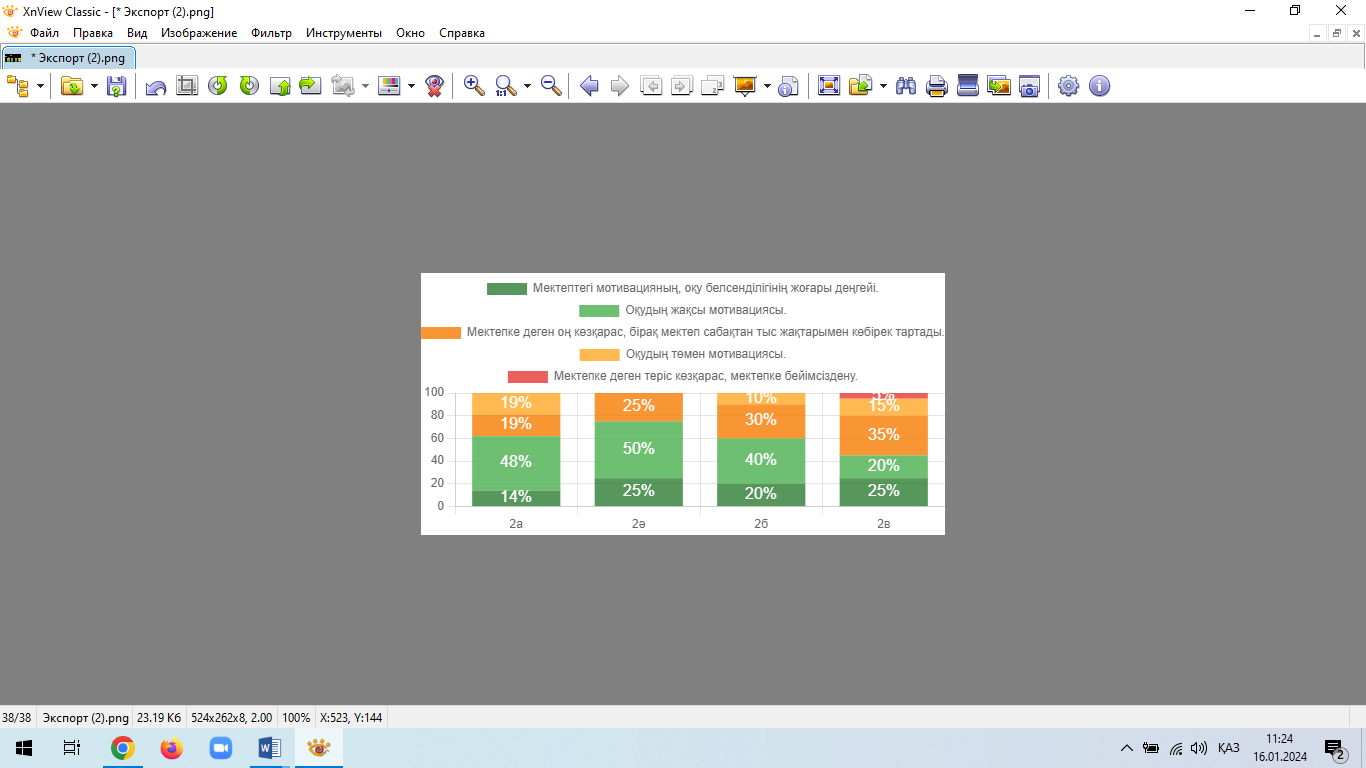 XnView Classic - [* Экспорт (2).png]
Файл Правка Вид Изображение Фильтр Инструменты Окно Справка
* Экспорт (2).png
1:1
Мектептегі мотивацияның, оқу белсенділігінің жоғары деңгейі.
Оқудың жақсы мотивациясы.
Мектепке деген оң көзқарас, бірақ мектеп сабақтан тыс жақтарымен көбірек тартады.
Оқудың төмен мотивациясы.
Мектепке деген теріс көзқарас, мектепке бейімсіздену.
100
80
60
40
20
0
19%
19%
48%
14%
25%
50%
25%
10%
30%
40%
20%
5%
15%
35%
20%
25%
2а 2ә 2б 2в
38/38 Экспорт (2).png 23.19 Кб 524x262x8, 2.00 100% X:523, Y:144
ҚАЗ
11:24
16.01.2024
2